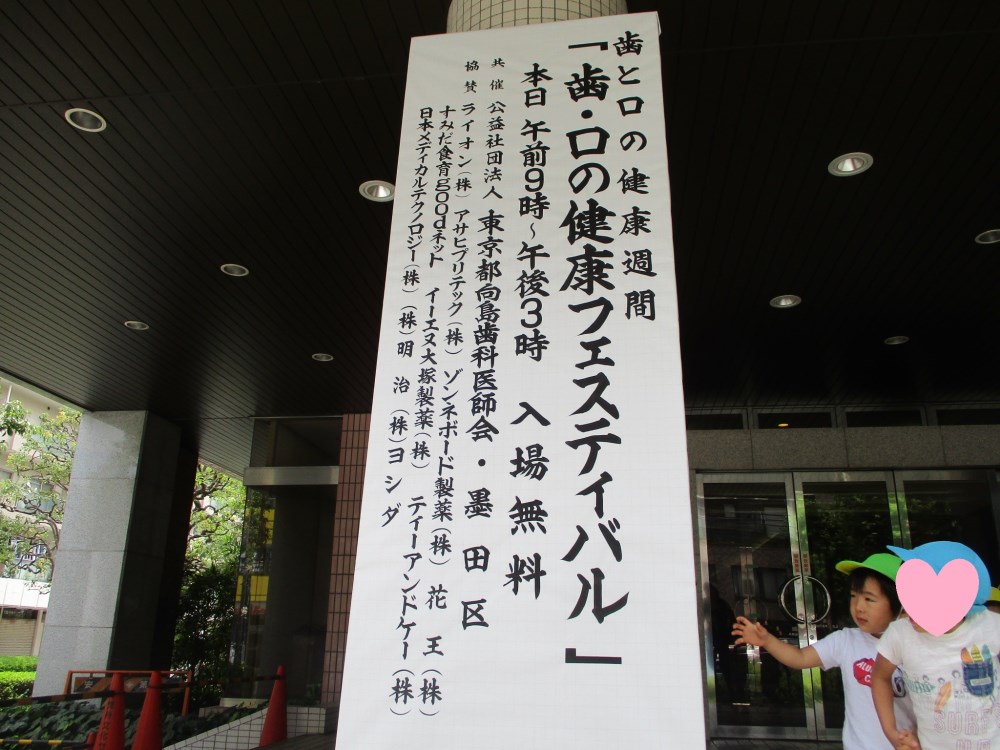 歯と口の健康週間
「歯・口の健康フェスティバル」
本日 午前9時~午後3時 入場無料
共催 公益社団法人 東京都向島歯科医師会・墨田区
協賛 ライオン(株) アサヒプリテック(株) ゾンネボード製薬(株) 花王(株)
すみだ食育goodネット イーエヌ大塚製薬(株) ティーアンドケー(株)
日本メディカルテクノロジー(株) (株)明治 (株)ヨシダ